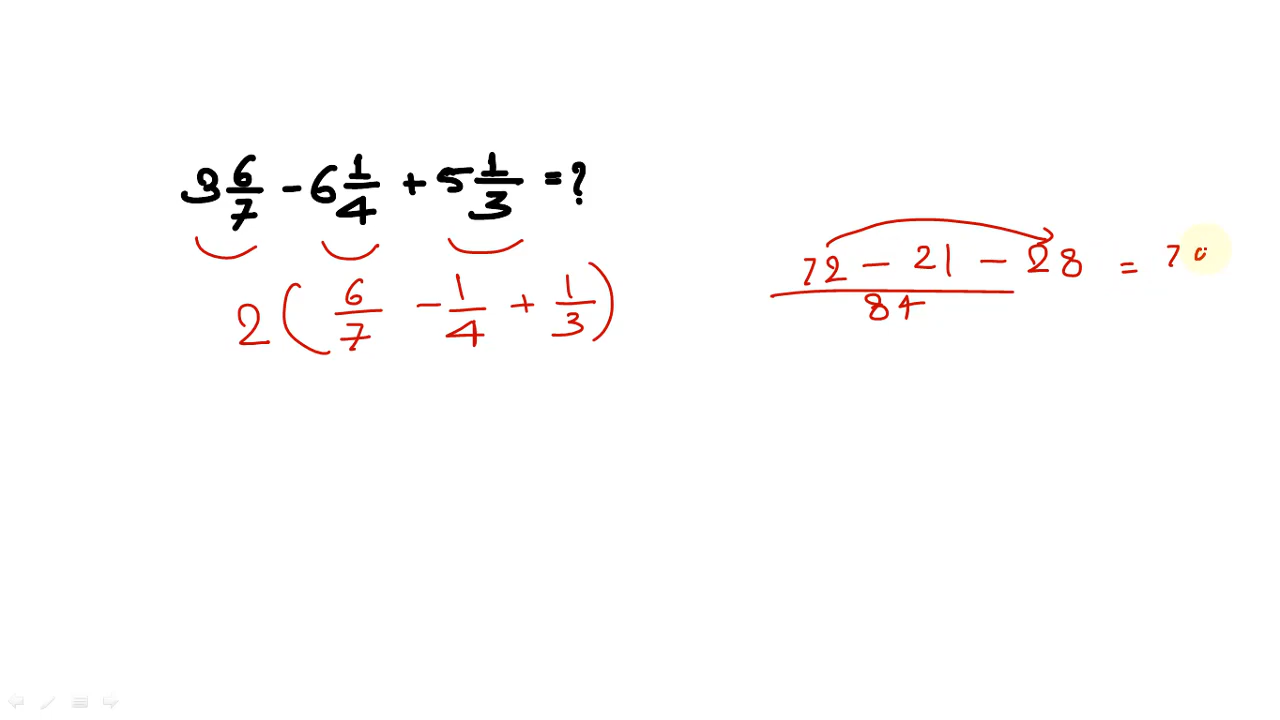 3 6/7 - 6 1/4 + 5 1/3 = ?
2 ( 6/7 - 1/4 + 1/3 )
72 - 21 - 28 = 7
84